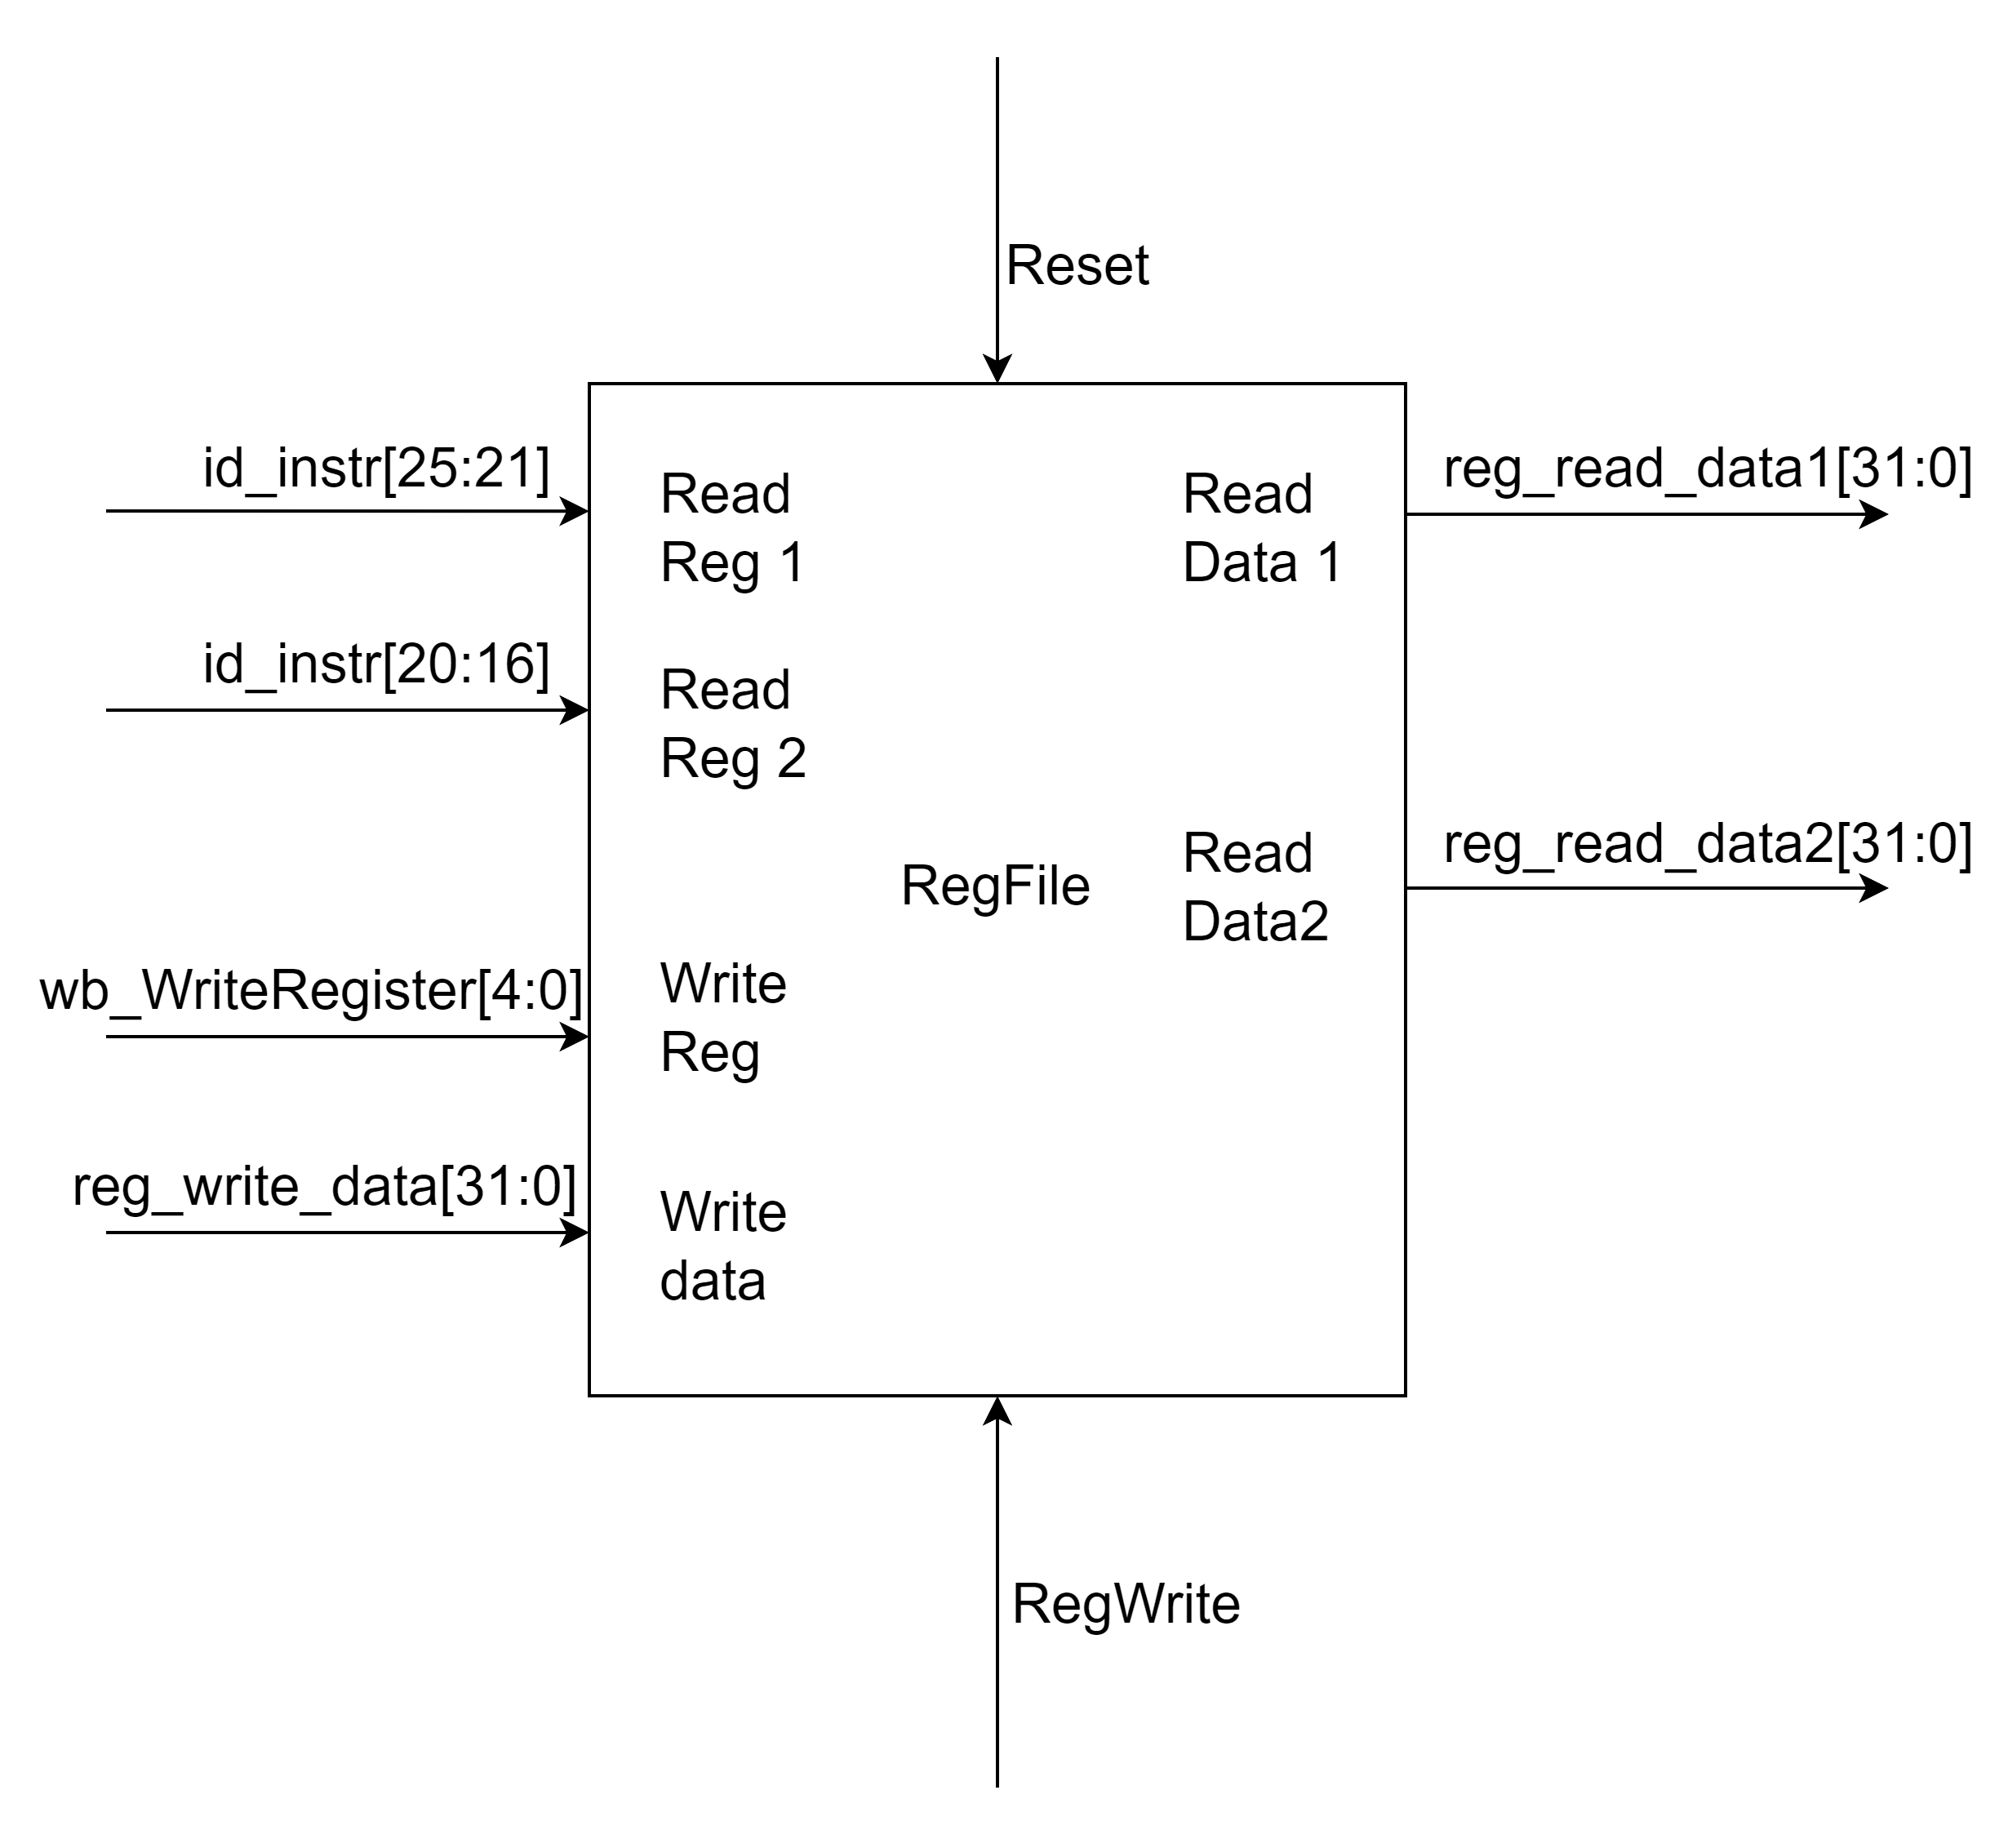 Reset
id_instr[25:21]
Read
Reg 1
Read
Data 1
reg_read_data1[31:0]
id_instr[20:16]
Read
Reg 2
RegFile
Read
Data2
reg_read_data2[31:0]
wb_WriteRegister[4:0]
Write
Reg
reg_write_data[31:0]
Write
data
RegWrite